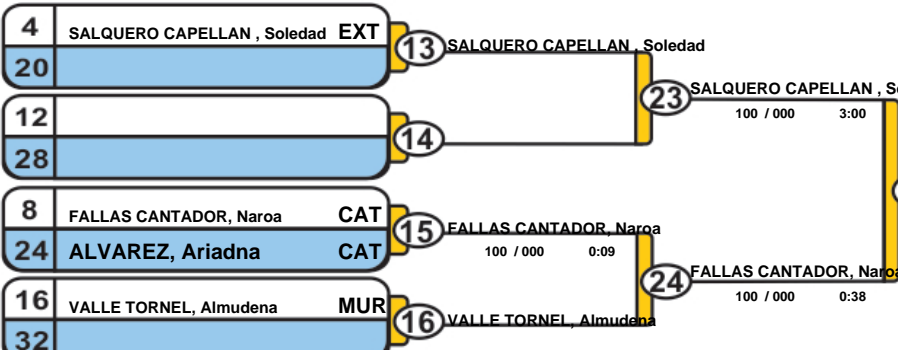 4 SALQUERO CAPELLAN , Soledad EXT
20
13 SALQUERO CAPELLAN , Soledad
23 SALQUERO CAPELLAN , So
100 / 000 3:00
12
28
14
8 FALLAS CANTADOR, Naroa CAT
24 ALVAREZ, Ariadna CAT
15 FALLAS CANTADOR, Naroa
100 / 000 0:09
24 FALLAS CANTADOR, Naroa
100 / 000 0:38
16 VALLE TORNEL, Almudena MUR
32
16 VALLE TORNEL, Almudena